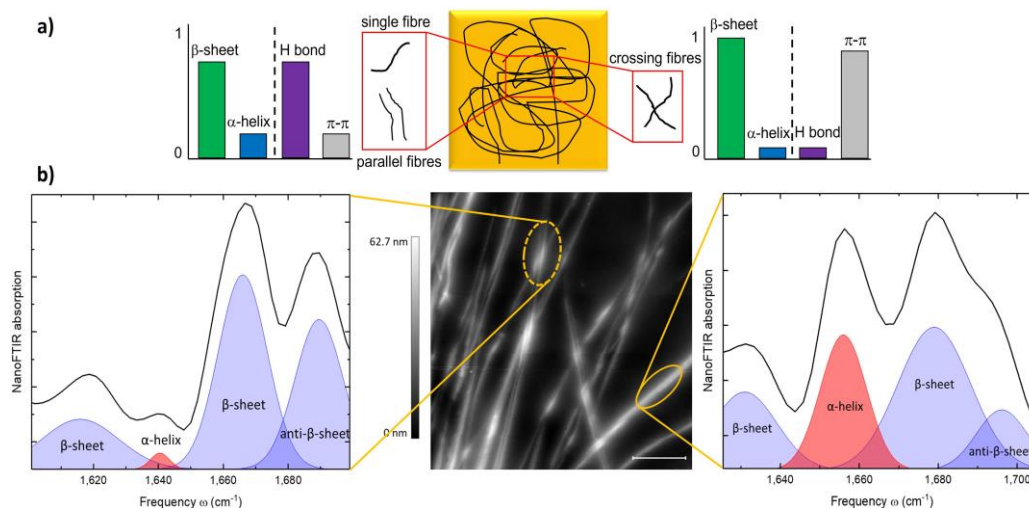 a)
single fibre
1
β-sheet
H bond
α-helix
π-π
0
parallel fibres
crossing fibres
1
β-sheet
π-π
α-helix
H bond
0
b)
NanoFTIR absorption
β-sheet
α-helix
β-sheet
anti-β-sheet
1,620
1,640
1,660
1,680
Frequency ω (cm⁻¹)
62.7 nm
0 nm
NanoFTIR absorption
β-sheet
α-helix
β-sheet
anti-β-sheet
1,640
1,660
1,680
1,700
Frequency ω (cm⁻¹)